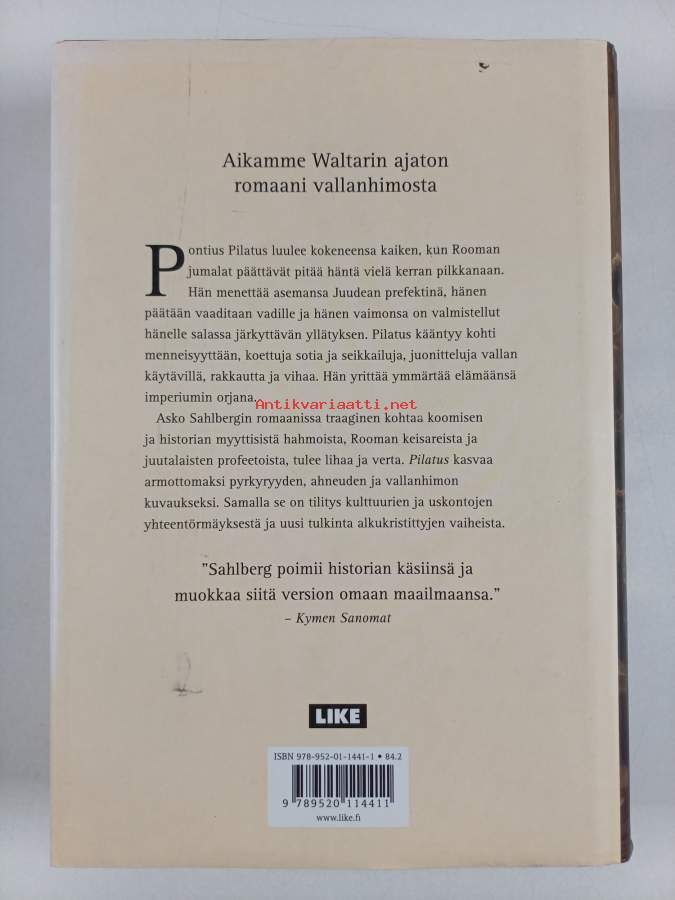 Aikamme Waltarin ajaton
romaani vallanhimosta
Pontius Pilatus luulee kokeneensa kaiken, kun Rooman
jumalat päättävät pitää häntä vielä kerran pilkkanaan.
Hän menettää asemansa Juudean prefektinä, hänen
päätään vaaditaan vadille ja hänen vaimonsa on valmistellut
hänelle salassa järkyttävän yllätyksen. Pilatus kääntyy kohti
menneisyyttään, koettuja sotia ja seikkailuja, juonitteluja vallan
käytävillä, rakkautta ja vihaa. Hän yrittää ymmärtää elämäänsä
imperiumin orjana.
Antikvariaatti.net
Asko Sahlbergin romaanissa traaginen kohtaa koomisen
ja historian myyttisistä hahmoista, Rooman keisareista ja
juutalaisten profeetoista, tulee lihaa ja verta. Pilatus kasvaa
armottomaksi pyrkyryyden, ahneuden ja vallanhimon
kuvaukseksi. Samalla se on tilitys kulttuurien ja uskontojen
yhteentörmäyksestä ja uusi tulkinta alkukristittyjen vaiheista.
”Sahlberg poimii historian käsiinsä ja
muokkaa siitä version omaan maailmaansa.”
– Kymen Sanomat
LIKE
ISBN 978-952-01-1441-1 • 84.2
9 789520 114411
www.like.fi